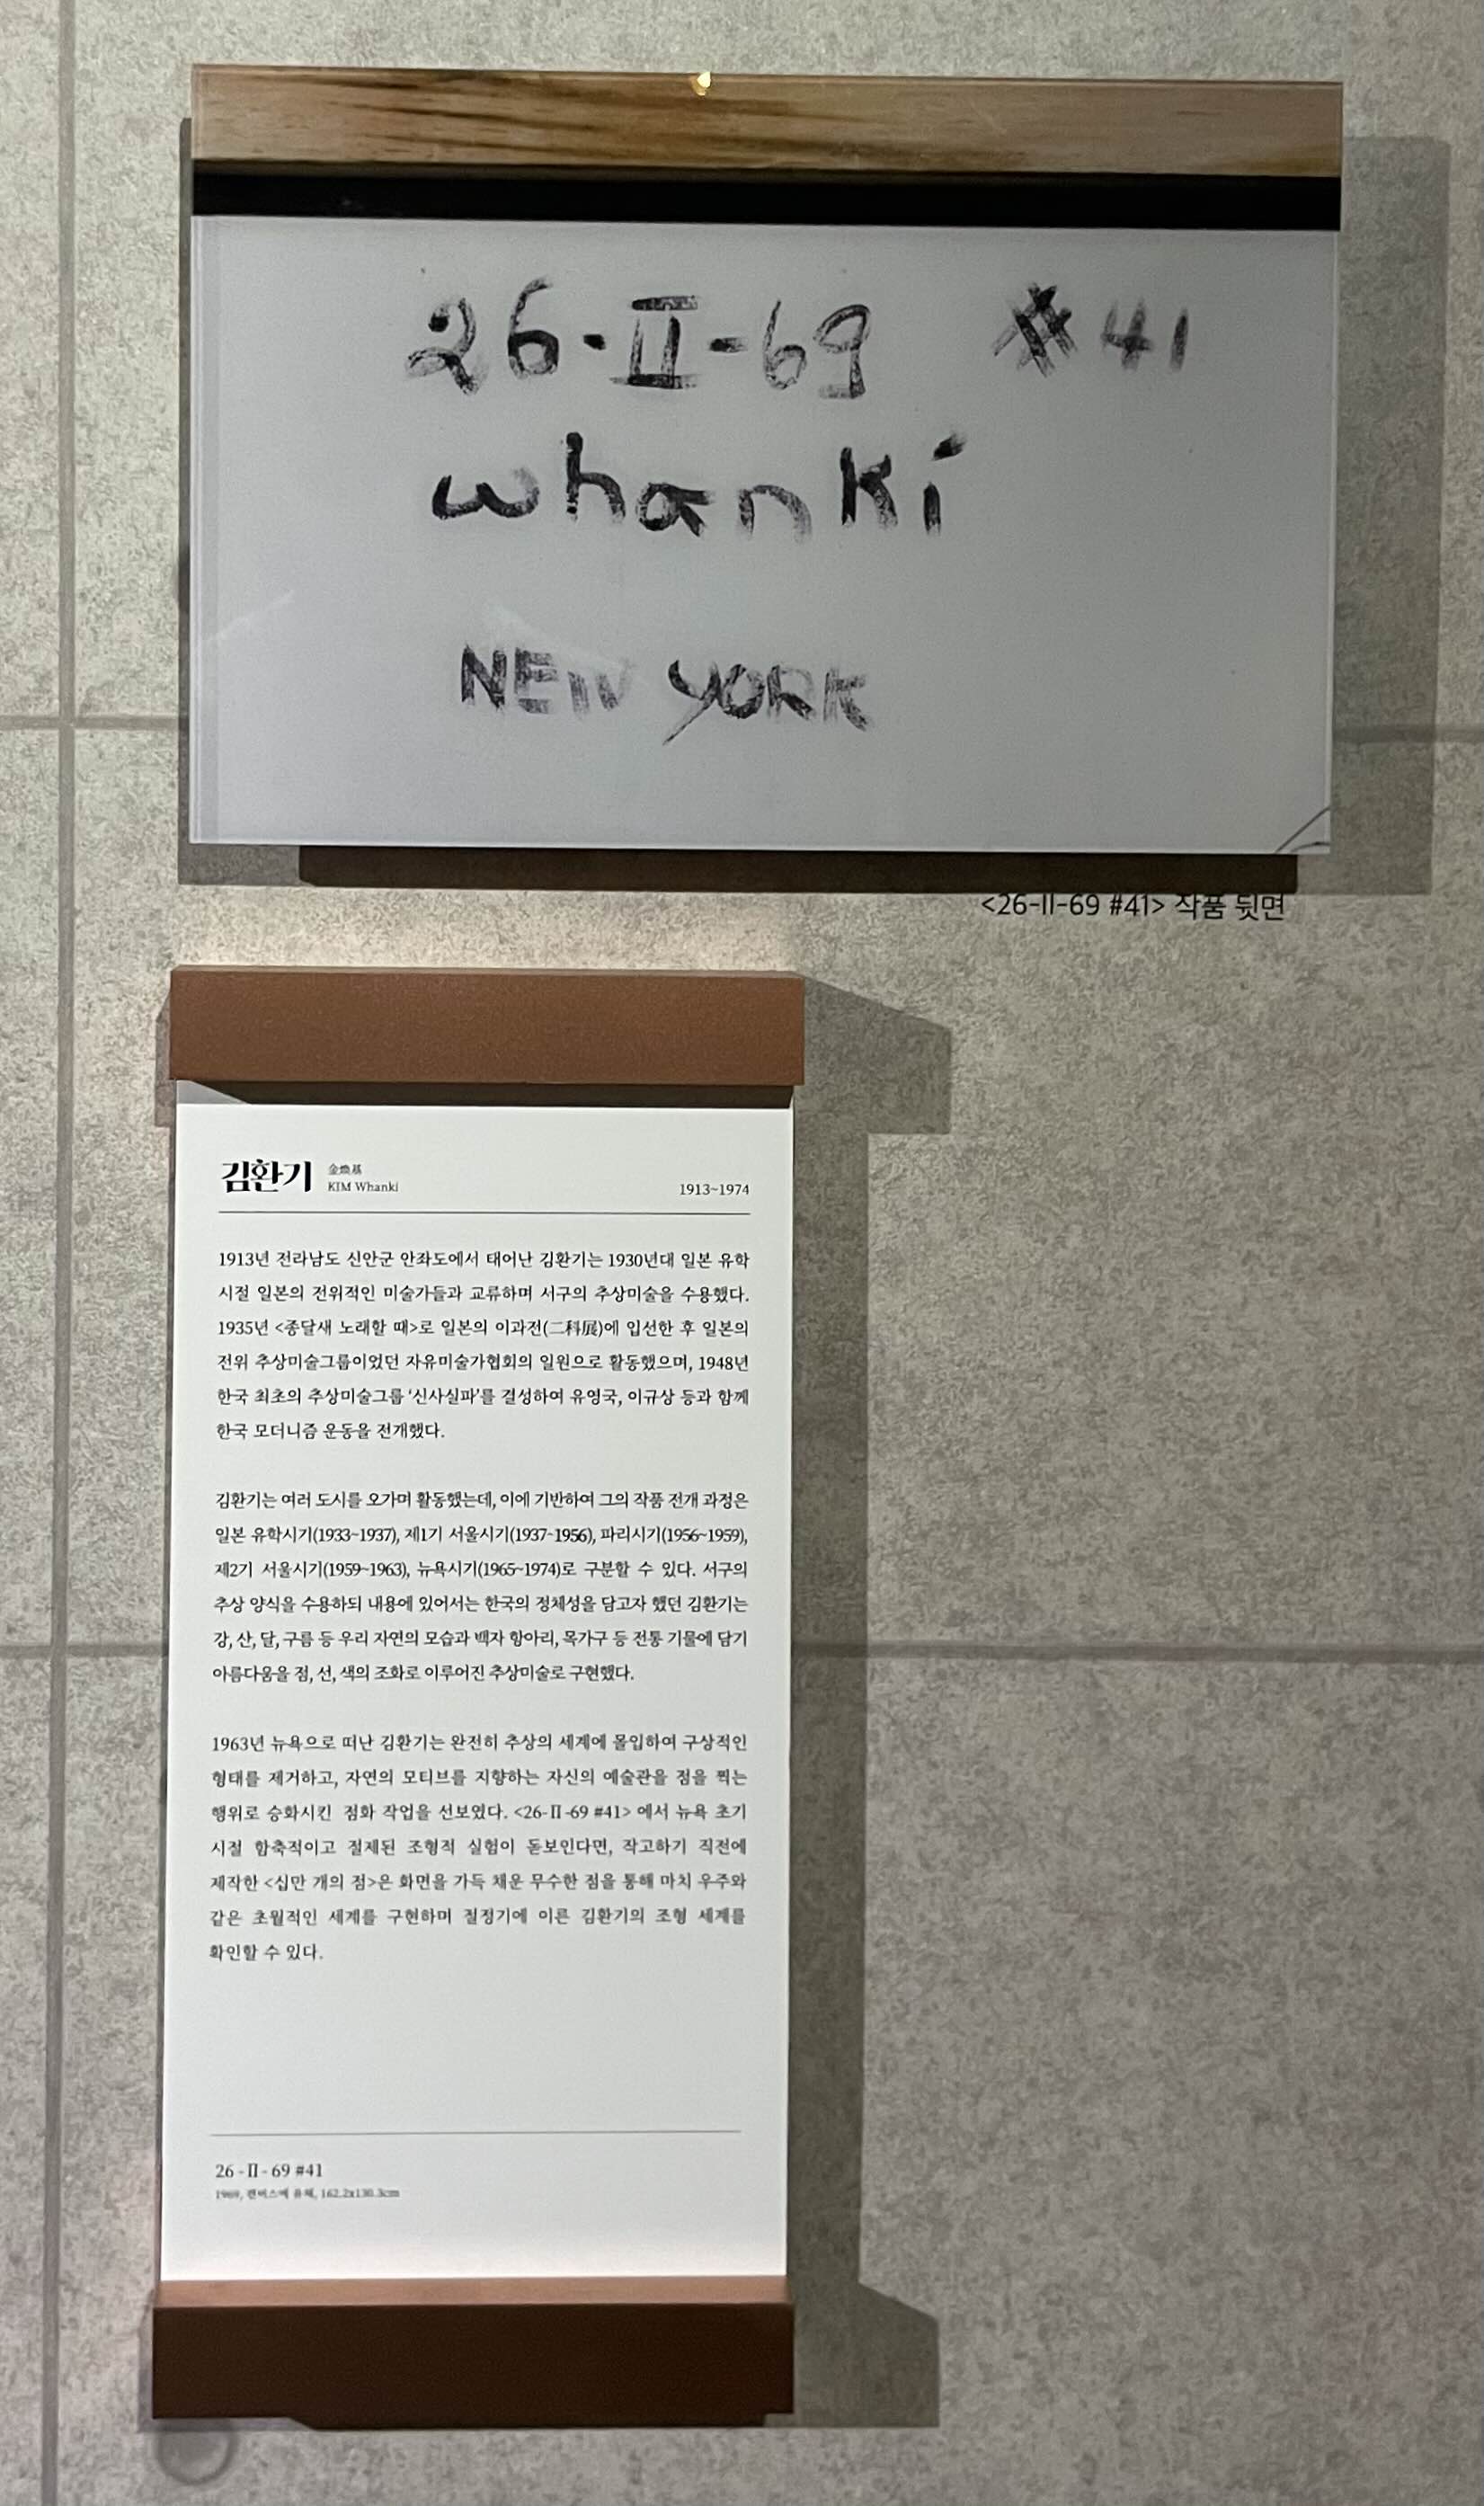 26-II-69 #41
whanki
NEW YORK
<26-II-69 #41> 작품 뒷면
김환기 金煥基
KIM Whanki 1913~1974
1913년 전라남도 신안군 안좌도에서 태어난 김환기는 1930년대 일본 유학
시절 일본의 전위적인 미술가들과 교류하며 서구의 추상미술을 수용했다.
1935년 <종달새 노래할 때>로 일본의 이과전(二科展)에 입선한 후 일본의
전위 추상미술그룹이었던 자유미술가협회의 일원으로 활동했으며, 1948년
한국 최초의 추상미술그룹 ‘신사실파’를 결성하여 유영국, 이규상 등과 함께
한국 모더니즘 운동을 전개했다.
김환기는 여러 도시를 오가며 활동했는데, 이에 기반하여 그의 작품 전개 과정은
일본 유학시기(1933~1937), 제1기 서울시기(1937-1956), 파리시기(1956~1959),
제2기 서울시기(1959~1963), 뉴욕시기(1965~1974)로 구분할 수 있다. 서구의
추상 양식을 수용하되 내용에 있어서는 한국의 정체성을 담고자 했던 김환기는
강, 산, 달, 구름 등 우리 자연의 모습과 백자 항아리, 목가구 등 전통 기물에 담기
아름다움을 점, 선, 색의 조화로 이루어진 추상미술로 구현했다.
1963년 뉴욕으로 떠난 김환기는 완전히 추상의 세계에 몰입하여 구상적인
형태를 제거하고, 자연의 모티브를 지향하는 자신의 예술관을 점을 찍는
행위로 승화시킨 점화 작업을 선보였다. <26-II-69 #41> 에서 뉴욕 초기
시절 함축적이고 절제된 조형적 실험이 돋보인다면, 작고하기 직전에
제작한 <십만 개의 점>은 화면을 가득 채운 무수한 점을 통해 마치 우주와
같은 초월적인 세계를 구현하며 절정기에 이른 김환기의 조형 세계를
확인할 수 있다.
26-II-69 #41
1969, 캔버스에 유채, 162.2x130.3cm